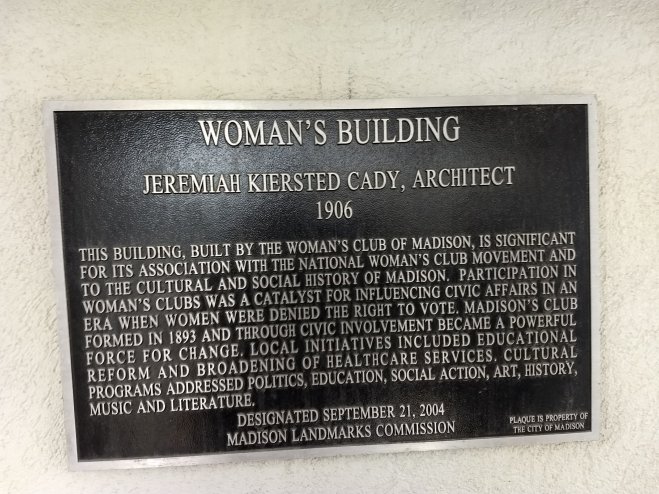 WOMAN'S BUILDING
JEREMIAH KIERSTED CADY, ARCHITECT
1906
THIS BUILDING, BUILT BY THE WOMAN'S CLUB OF MADISON, IS SIGNIFICANT
FOR ITS ASSOCIATION WITH THE NATIONAL WOMAN'S CLUB MOVEMENT AND
TO THE CULTURAL AND SOCIAL HISTORY OF MADISON. PARTICIPATION IN
WOMAN'S CLUBS WAS A CATALYST FOR INFLUENCING CIVIC AFFAIRS IN AN
ERA WHEN WOMEN WERE DENIED THE RIGHT TO VOTE. MADISON'S CLUB
FORMED IN 1893 AND THROUGH CIVIC INVOLVEMENT BECAME A POWERFUL
FORCE FOR CHANGE. LOCAL INITIATIVES INCLUDED EDUCATIONAL
REFORM AND BROADENING OF HEALTHCARE SERVICES. CULTURAL
PROGRAMS ADDRESSED POLITICS, EDUCATION, SOCIAL ACTION, ART, HISTORY,
MUSIC AND LITERATURE.
DESIGNATED SEPTEMBER 21, 2004
MADISON LANDMARKS COMMISSION
PLAQUE IS PROPERTY OF
THE CITY OF MADISON